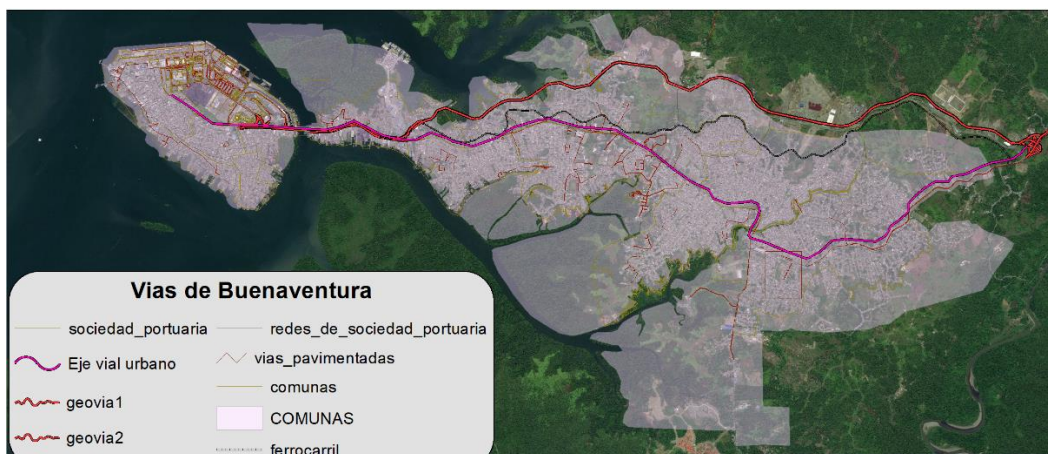 Vias de Buenaventura
sociedad_portuaria
Eje vial urbano
geovia1
geovia2
redes_de_sociedad_portuaria
vias_pavimentadas
comunas
COMUNAS
ferrocarril